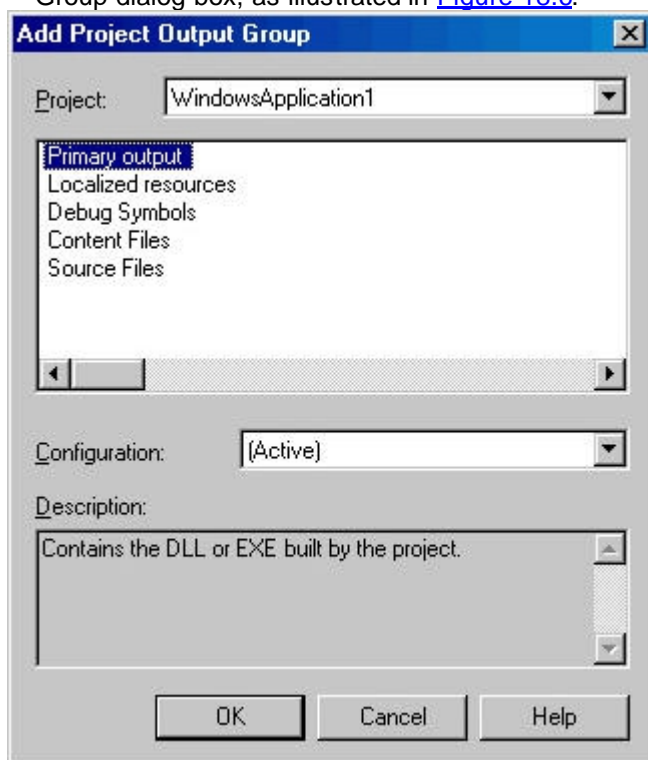 Group dialog box, as illustrated in Figure 18.6.
Add Project Output Group
Project: WindowsApplication1
Primary output
Localized resources
Debug Symbols
Content Files
Source Files
Configuration: (Active)
Description:
Contains the DLL or EXE built by the project.
OK Cancel Help